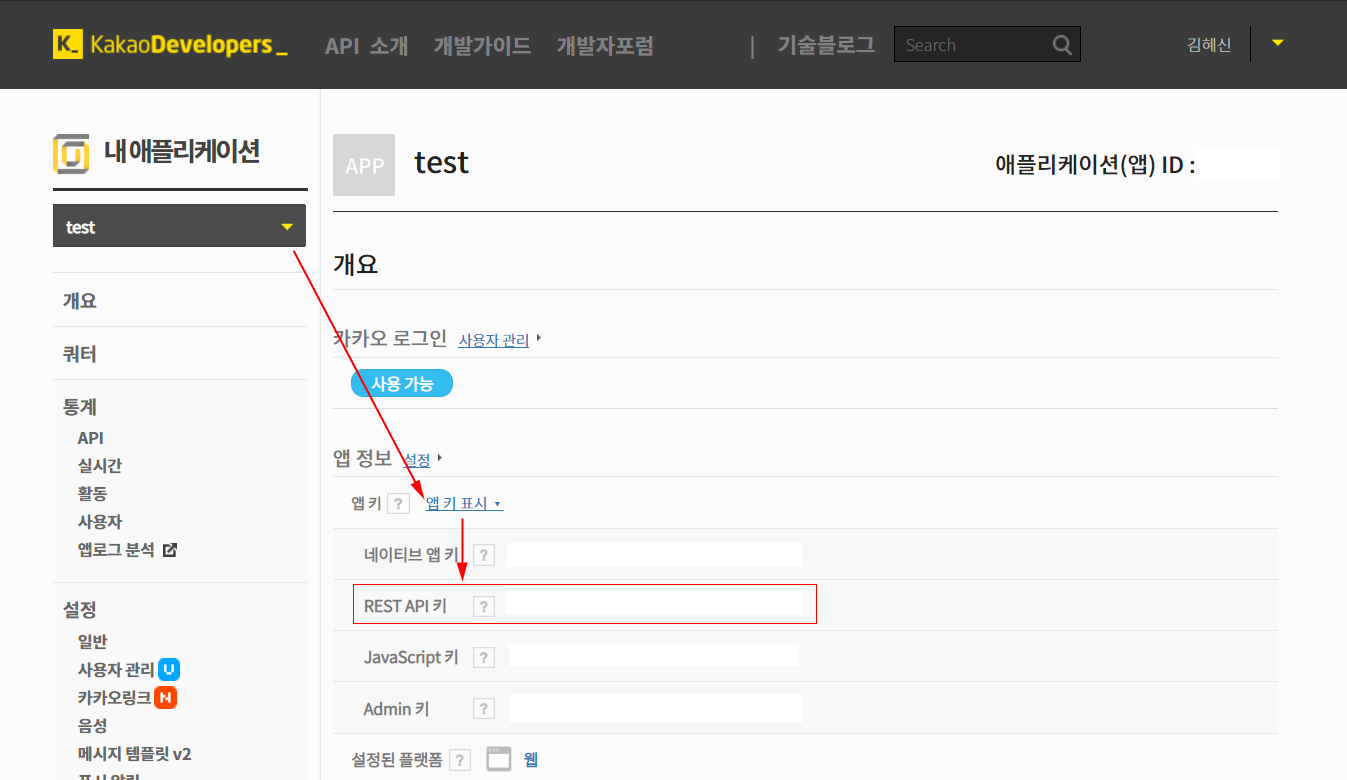 K_ KakaoDevelopers_ API 소개 개발가이드 개발자포럼 | 기술블로그 Search 김혜신
내 애플리케이션
test
개요
쿼터
통계
API
실시간
활동
사용자
앱로그 분석
설정
일반
사용자 관리 U
카카오링크 N
음성
메시지 템플릿 v2
APP test 애플리케이션(앱) ID :
개요
카카오 로그인 사용자 관리
사용 가능
앱 정보 설정
앱 키 ? 앱 키 표시
네이티브 앱 키 ?
REST API 키 ?
JavaScript 키 ?
Admin 키 ?
설정된 플랫폼 ? 웹